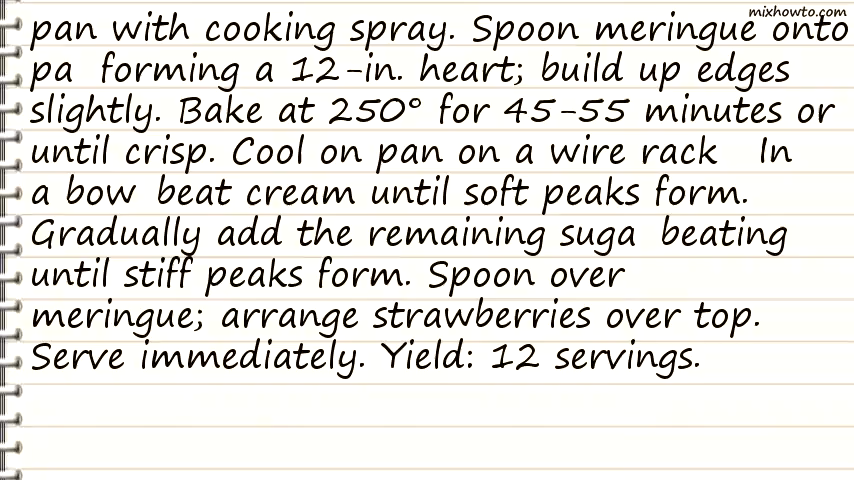 mixhowto.com
pan with cooking spray. Spoon meringue onto
pa forming a 12-in. heart; build up edges
slightly. Bake at 250° for 45-55 minutes or
until crisp. Cool on pan on a wire rack In
a bow beat cream until soft peaks form.
Gradually add the remaining suga beating
until stiff peaks form. Spoon over
meringue; arrange strawberries over top.
Serve immediately. Yield: 12 servings.